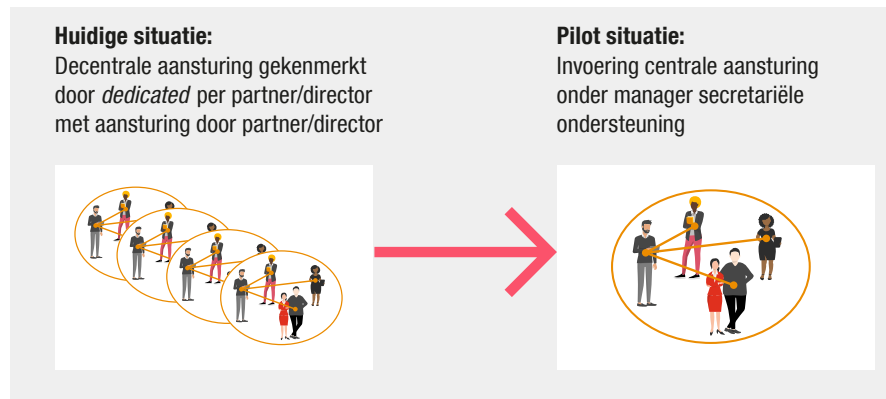 Huidige situatie:
Decentrale aansturing gekenmerkt
door dedicated per partner/director
met aansturing door partner/director
Pilot situatie:
Invoering centrale aansturing
onder manager secretariële
ondersteuning